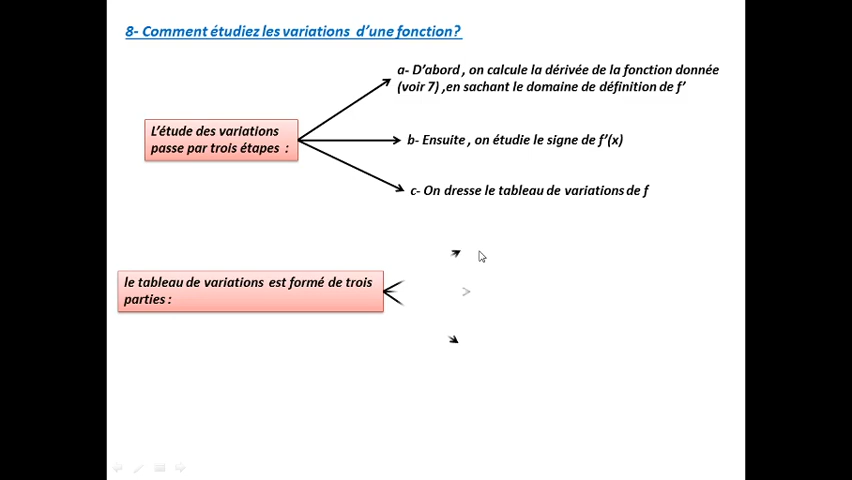 8- Comment étudiez les variations d’une fonction?
a- D’abord , on calcule la dérivée de la fonction donnée
(voir 7) ,en sachant le domaine de définition de f’
L’étude des variations
passe par trois étapes :
b- Ensuite , on étudie le signe de f’(x)
c- On dresse le tableau de variations de f
le tableau de variations est formé de trois
parties :